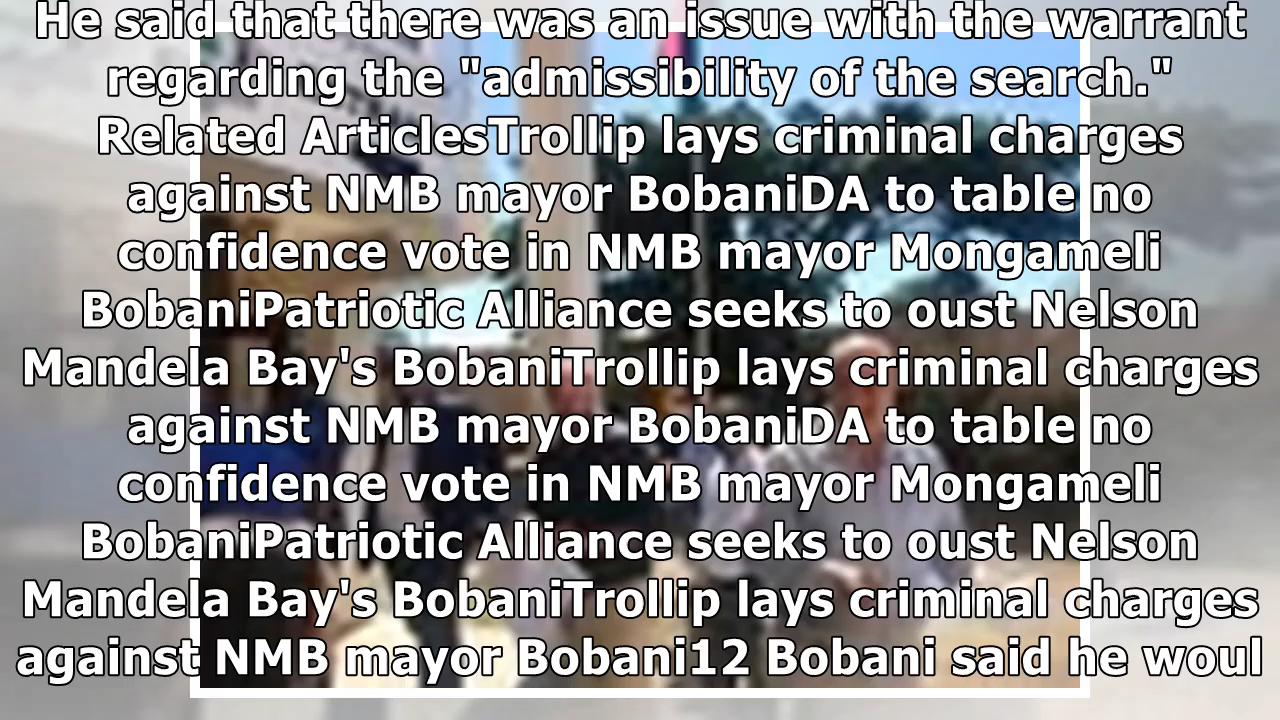 He said that there was an issue with the warrant
regarding the "admissibility of the search."
Related ArticlesTrollip lays criminal charges
against NMB mayor BobaniDA to table no
confidence vote in NMB mayor Mongameli
BobaniPatriotic Alliance seeks to oust Nelson
Mandela Bay's BobaniTrollip lays criminal charges
against NMB mayor BobaniDA to table no
confidence vote in NMB mayor Mongameli
BobaniPatriotic Alliance seeks to oust Nelson
Mandela Bay's BobaniTrollip lays criminal charges
against NMB mayor Bobani12 Bobani said he woul